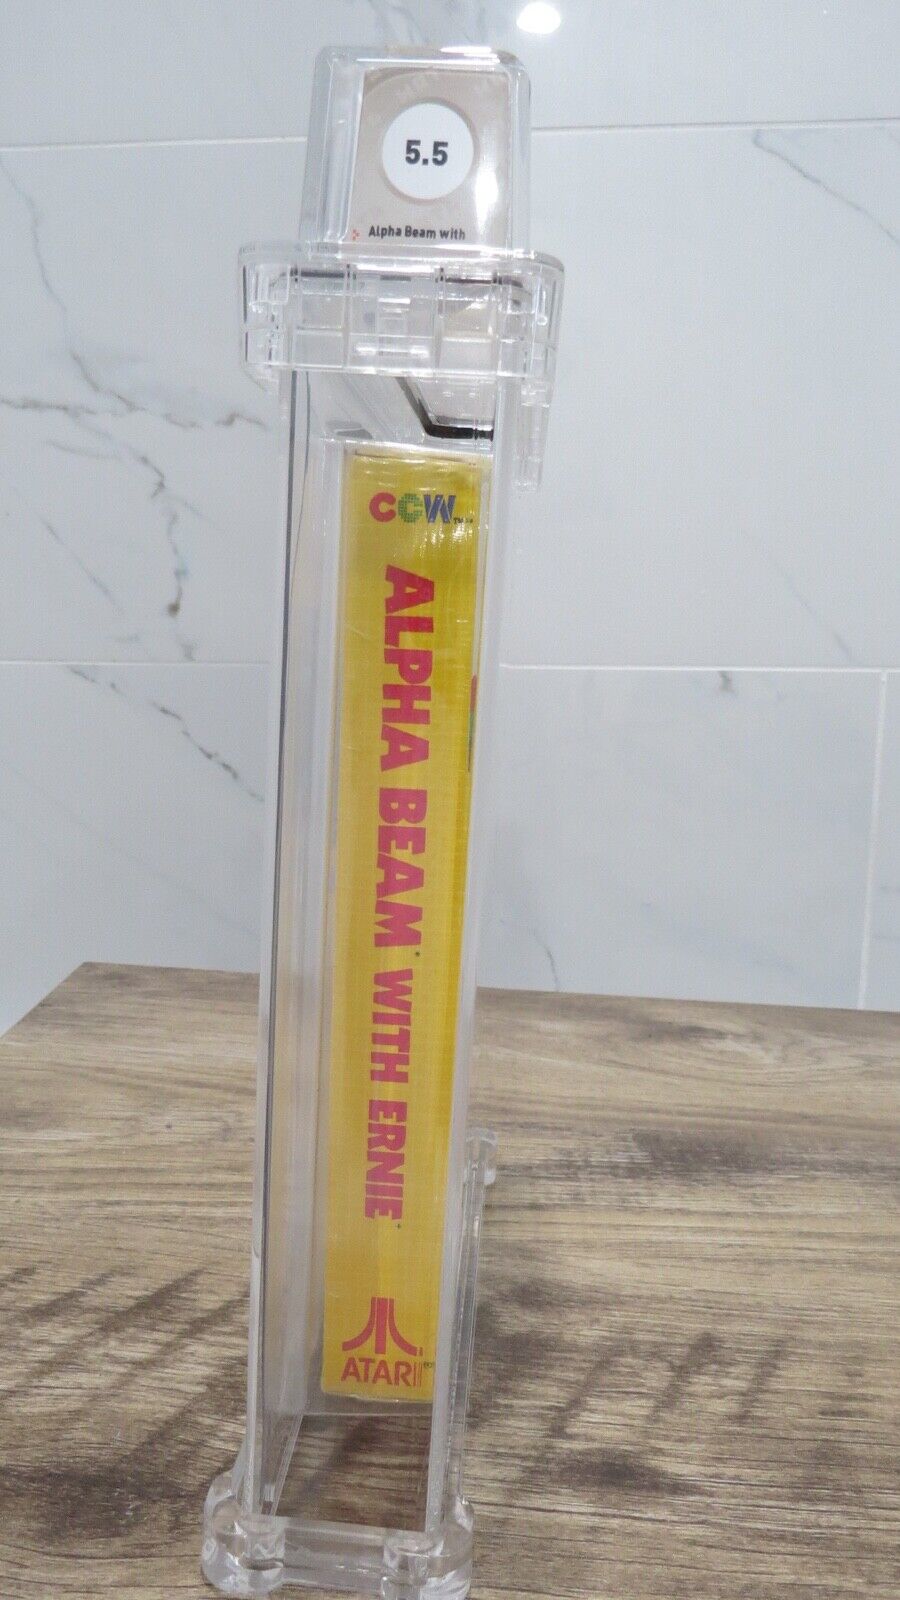 5.5
Alpha Beam with
CCW
ALPHA BEAM WITH ERNIE
ATARI